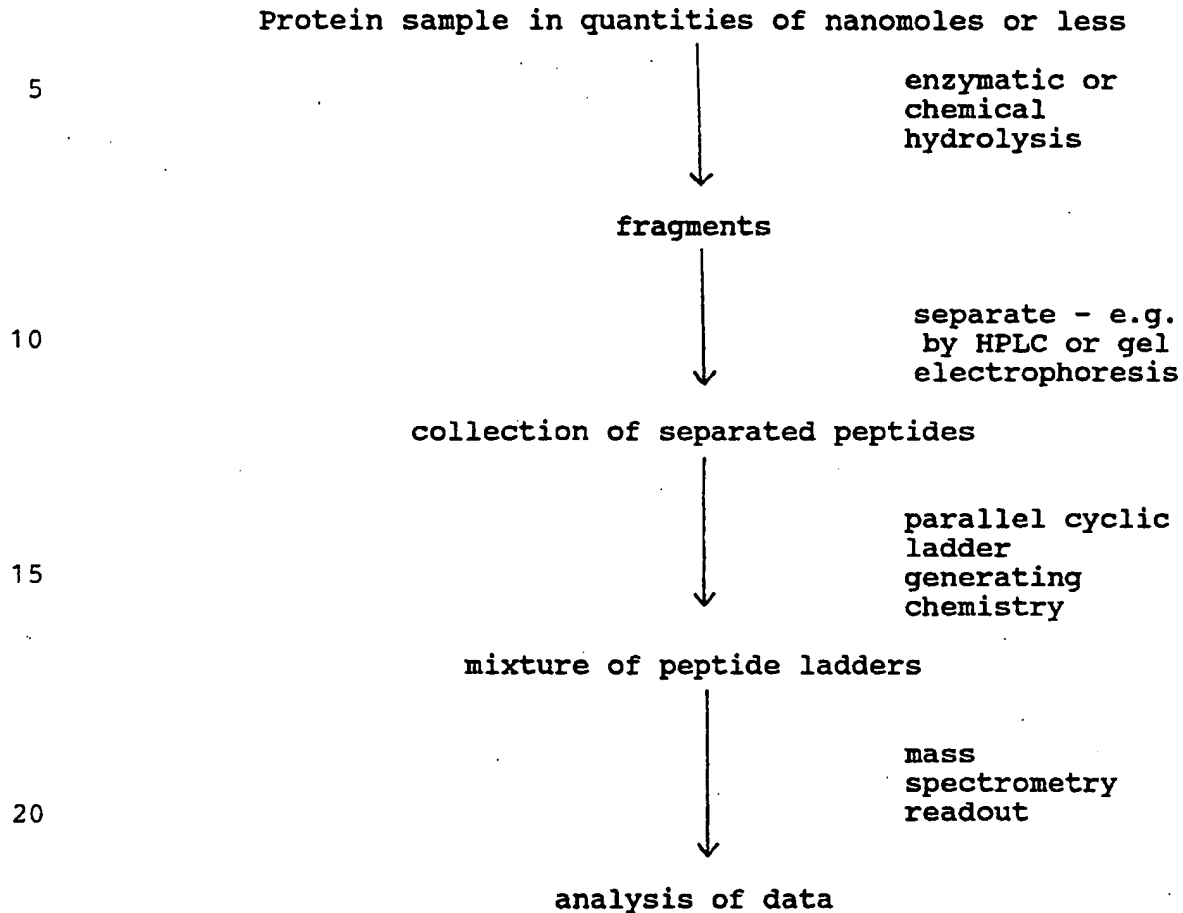 Protein sample in quantities of nanomoles or less
5
enzymatic or
chemical
hydrolysis
fragments
separate - e.g.
10
by HPLC or gel
electrophoresis
collection of separated peptides
parallel cyclic
ladder
15
generating
chemistry
mixture of peptide ladders
mass
spectrometry
20
readout
analysis of data